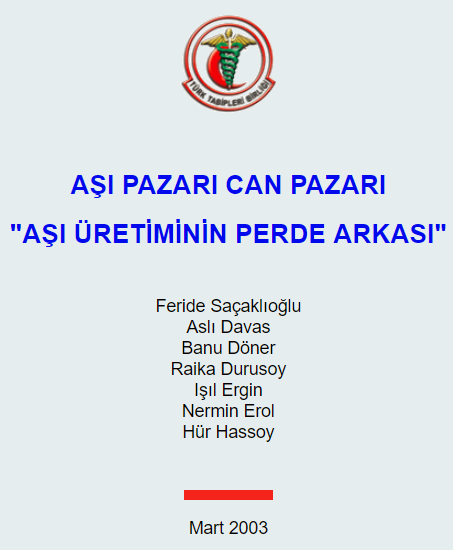 TÜRK TABİPLERİ BİRLİĞİ
AŞI PAZARI CAN PAZARI
"AŞI ÜRETİMİNİN PERDE ARKASI"
Feride Saçaklıoğlu
Aslı Davas
Banu Döner
Raika Durusoy
Işıl Ergin
Nermin Erol
Hür Hassoy
Mart 2003